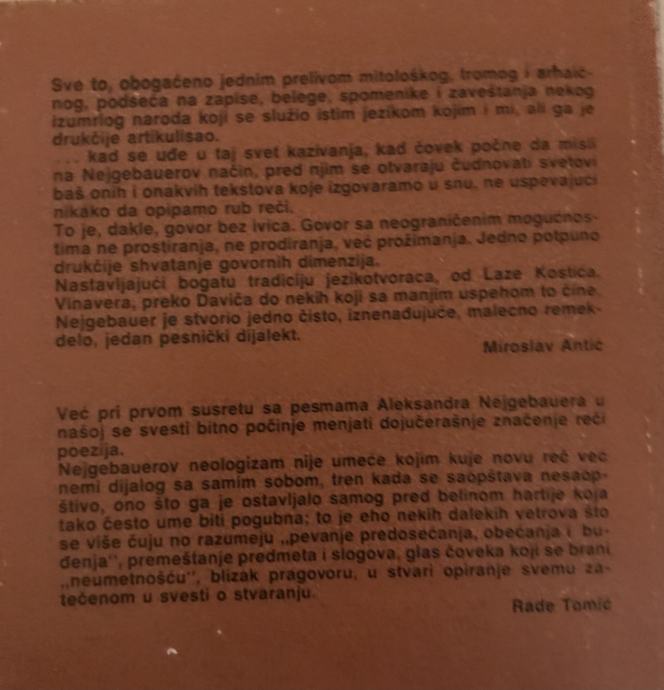 Sve to, obogaćeno jednim prelivom mitološkog, tromog i arhaič-
nog, podseća na zapise, belege, spomenike i zaveštanja nekog
izumrlog naroda koji se služio istim jezikom kojim i mi, ali ga je
drukčije artikulisao.
... kad se uđe u taj svet kazivanja, kad čovek počne da misli
na Nejgebauerov način, pred njim se otvaraju čudnovati svetovi
baš onih i onakvih tekstova koje izgovaramo u snu, ne uspevajući
nikako da opipamo rub reči.
To je, dakle, govor bez ivica. Govor sa neograničenim mogućnos-
tima ne prostiranja, ne prodiranja, već prožimanja. Jedno potpuno
drukčije shvatanje govornih dimenzija.
Nastavljajući bogatu tradiciju jezikotvoraca, od Laze Kostića,
Vinavera, preko Daviča do nekih koji sa manjim uspehom to čine,
Nejgebauer je stvorio jedno čisto, iznenađujuće, malecno remek-
delo, jedan pesnički dijalekt.
Miroslav Antić
Već pri prvom susretu sa pesmama Aleksandra Nejgebauera u
našoj se svesti bitno počinje menjati dojučerašnje značenje reči
poezija.
Nejgebauerov neologizam nije umeće kojim kuje novu reč već
nemi dijalog sa samim sobom, tren kada se saopštava nesaop-
štivo, ono što ga je ostavljalo samog pred belinom hartije koja
tako često ume biti pogubna; to je eho nekih dalekih vetrova što
se više čuju no razumeju „pevanje predosećanja, obećanja i bu-
đenja", premeštanje predmeta i slogova, glas čoveka koji se brani
„neumetnošću", blizak pragovoru, u stvari opiranje svemu za-
tečenom u svesti o stvaranju.
Rade Tomić